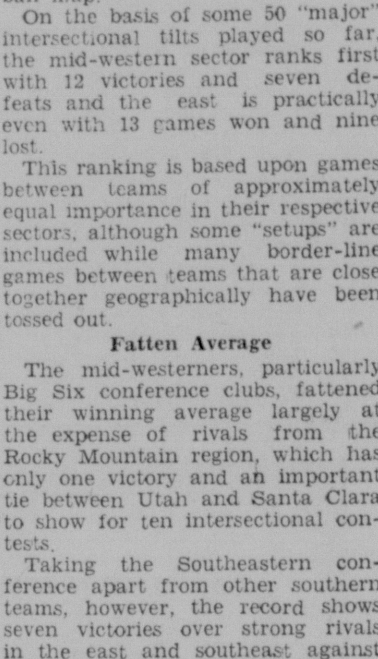 On the basis of some 50 "major"
intersectional tilts played so far,
the mid-western sector ranks first
with 12 victories and seven de-
feats and the east is practically
even with 13 games won and nine
lost.
This ranking is based upon games
between teams of approximately
equal importance in their respective
sectors, although some "setups" are
included while many border-line
games between teams that are close
together geographically have been
tossed out.
Fatten Average
The mid-westerners, particularly
Big Six conference clubs, fattened
their winning average largely at
the expense of rivals from the
Rocky Mountain region, which has
only one victory and an important
tie between Utah and Santa Clara
to show for ten intersectional con-
tests.
Taking the Southeastern con-
ference apart from other southern
teams, however, the record shows
seven victories over strong rivals
in the east and southeast against